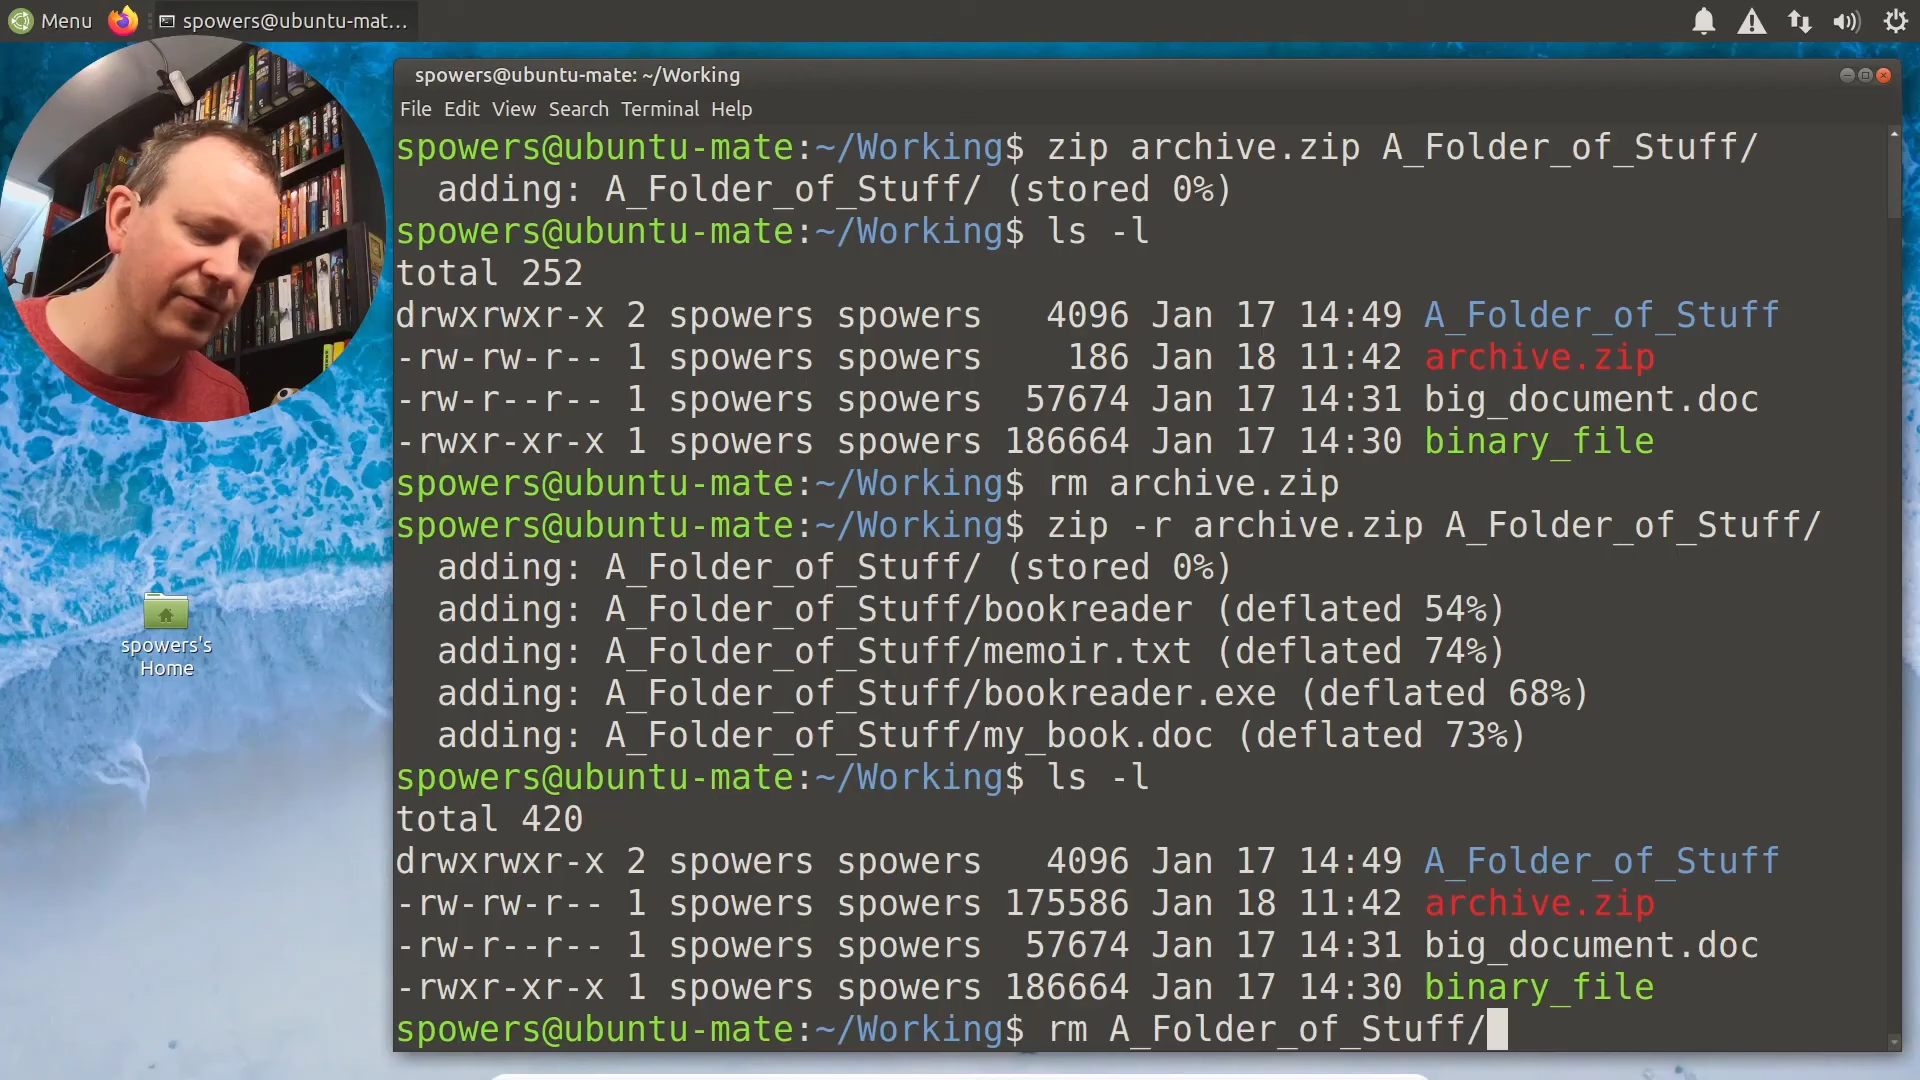 Menu
spowers@ubuntu-mat...
spowers@ubuntu-mate: ~/Working
File Edit View Search Terminal Help
spowers@ubuntu-mate:~/Working$ zip archive.zip A_Folder_of_Stuff/
adding: A_Folder_of_Stuff/ (stored 0%)
spowers@ubuntu-mate:~/Working$ ls -l
total 252
drwxrwxr-x 2 spowers spowers 4096 Jan 17 14:49 A_Folder_of_Stuff
-rw-rw-r-- 1 spowers spowers 186 Jan 18 11:42 archive.zip
-rw-r--r-- 1 spowers spowers 57674 Jan 17 14:31 big_document.doc
-rwxr-xr-x 1 spowers spowers 186664 Jan 17 14:30 binary_file
spowers@ubuntu-mate:~/Working$ rm archive.zip
spowers@ubuntu-mate:~/Working$ zip -r archive.zip A_Folder_of_Stuff/
adding: A_Folder_of_Stuff/ (stored 0%)
adding: A_Folder_of_Stuff/bookreader (deflated 54%)
adding: A_Folder_of_Stuff/memoir.txt (deflated 74%)
adding: A_Folder_of_Stuff/bookreader.exe (deflated 68%)
adding: A_Folder_of_Stuff/my_book.doc (deflated 73%)
spowers@ubuntu-mate:~/Working$ ls -l
total 420
drwxrwxr-x 2 spowers spowers 4096 Jan 17 14:49 A_Folder_of_Stuff
-rw-rw-r-- 1 spowers spowers 175586 Jan 18 11:42 archive.zip
-rw-r--r-- 1 spowers spowers 57674 Jan 17 14:31 big_document.doc
-rwxr-xr-x 1 spowers spowers 186664 Jan 17 14:30 binary_file
spowers@ubuntu-mate:~/Working$ rm A_Folder_of_Stuff/
spowers's
Home